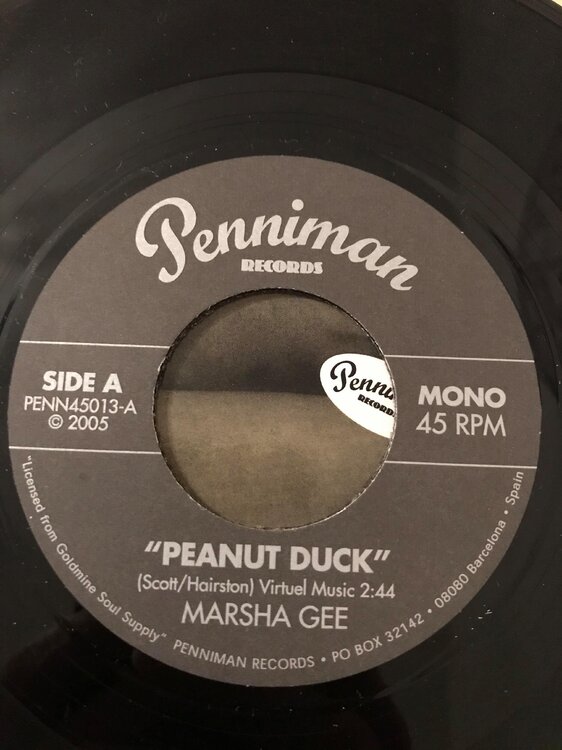 Penniman
RECORDS
SIDE A
PENN45013-A
© 2005
MONO
45 RPM
"PEANUT DUCK"
(Scott/Hairston) Virtuel Music 2:44
MARSHA GEE
"Licensed from Goldmine Soul Supply" PENNIMAN RECORDS • PO BOX 32142 • 08080 Barcelona • Spain